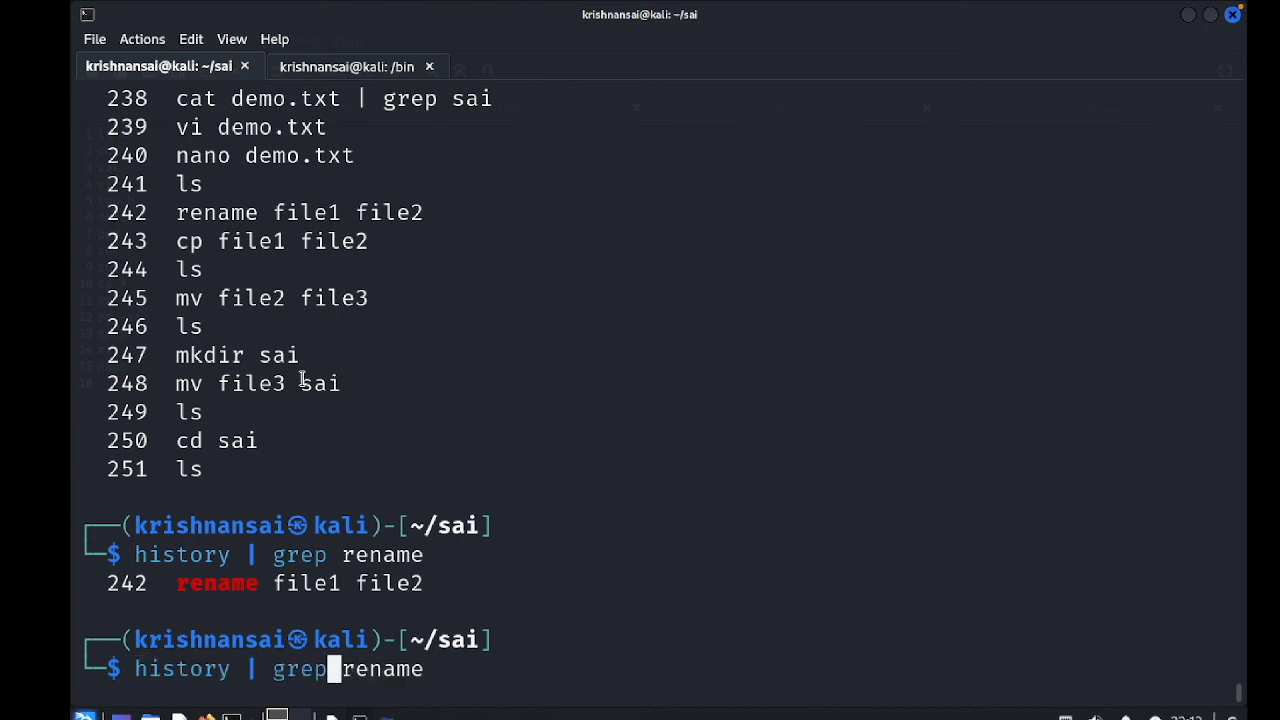 krishnansai@kali: ~/sai
File Actions Edit View Help
krishnansai@kali: ~/sai × krishnansai@kali: /bin ×
238 cat demo.txt | grep sai
239 vi demo.txt
240 nano demo.txt
241 ls
242 rename file1 file2
243 cp file1 file2
244 ls
245 mv file2 file3
246 ls
247 mkdir sai
248 mv file3 sai
249 ls
250 cd sai
251 ls
┌──(krishnansai㉿kali)-[~/sai]
└─$ history | grep rename
242 rename file1 file2
┌──(krishnansai㉿kali)-[~/sai]
└─$ history | grep rename